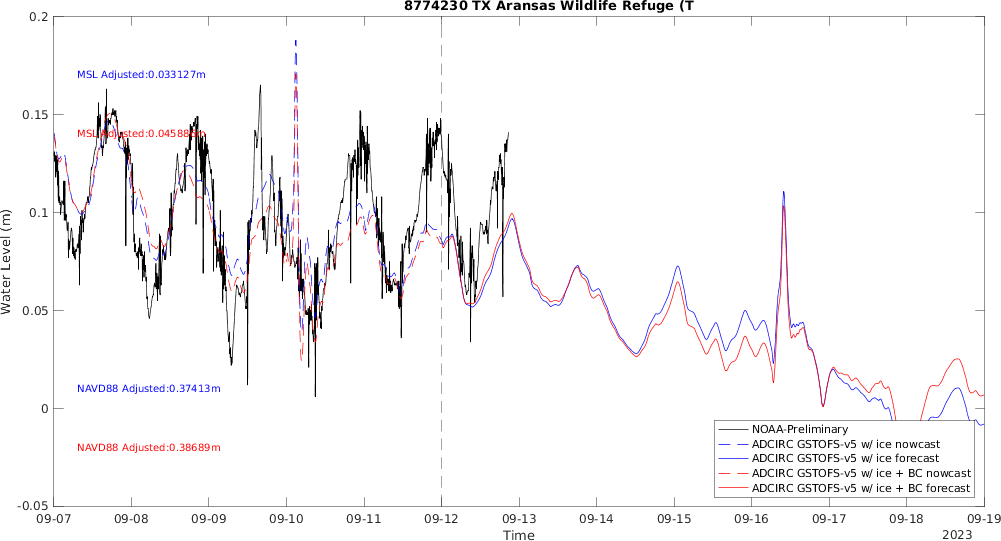 8774230 TX Aransas Wildlife Refuge (T
0.2
MSL Adjusted:0.033127m
0.15
MSL Adjusted:0.045888m
0.1
Water Level (m)
0.05
NAVD88 Adjusted:0.37413m
0
NAVD88 Adjusted:0.38689m
NOAA-Preliminary
ADCIRC GSTOFS-v5 w/ ice nowcast
ADCIRC GSTOFS-v5 w/ ice forecast
ADCIRC GSTOFS-v5 w/ ice + BC nowcast
ADCIRC GSTOFS-v5 w/ ice + BC forecast
-0.05
09-07 09-08 09-09 09-10 09-11 09-12 09-13 09-14 09-15 09-16 09-17 09-18 09-19
Time
2023